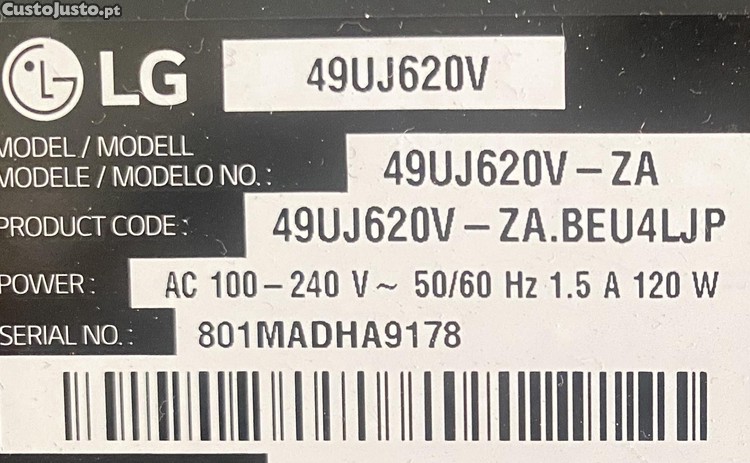 CustoJusto.pt
LG 49UJ620V
MODEL / MODELL
MODELE / MODELO NO.: 49UJ620V-ZA
PRODUCT CODE: 49UJ620V-ZA.BEU4LJP
POWER: AC 100-240 V~ 50/60 Hz 1.5 A 120 W
SERIAL NO.: 801MADHA9178